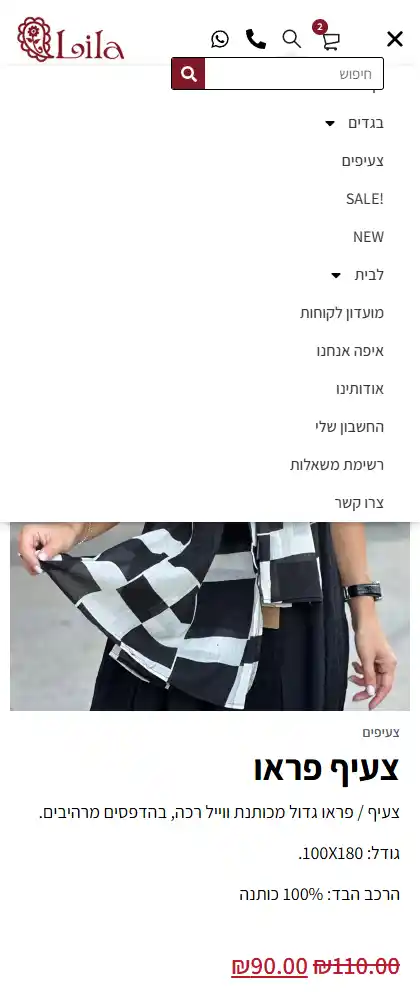 Lila
2
חיפוש
בגדים
צעיפים
SALE!
NEW
לבית
מועדון לקוחות
איפה אנחנו
אודותינו
החשבון שלי
רשימת משאלות
צרו קשר
צעיפים
צעיף פראו
צעיף / פראו גדול מכותנת ווייל רכה, בהדפסים מרהיבים.
גודל: 100X180.
הרכב הבד: 100% כותנה
₪110.00 ₪90.00